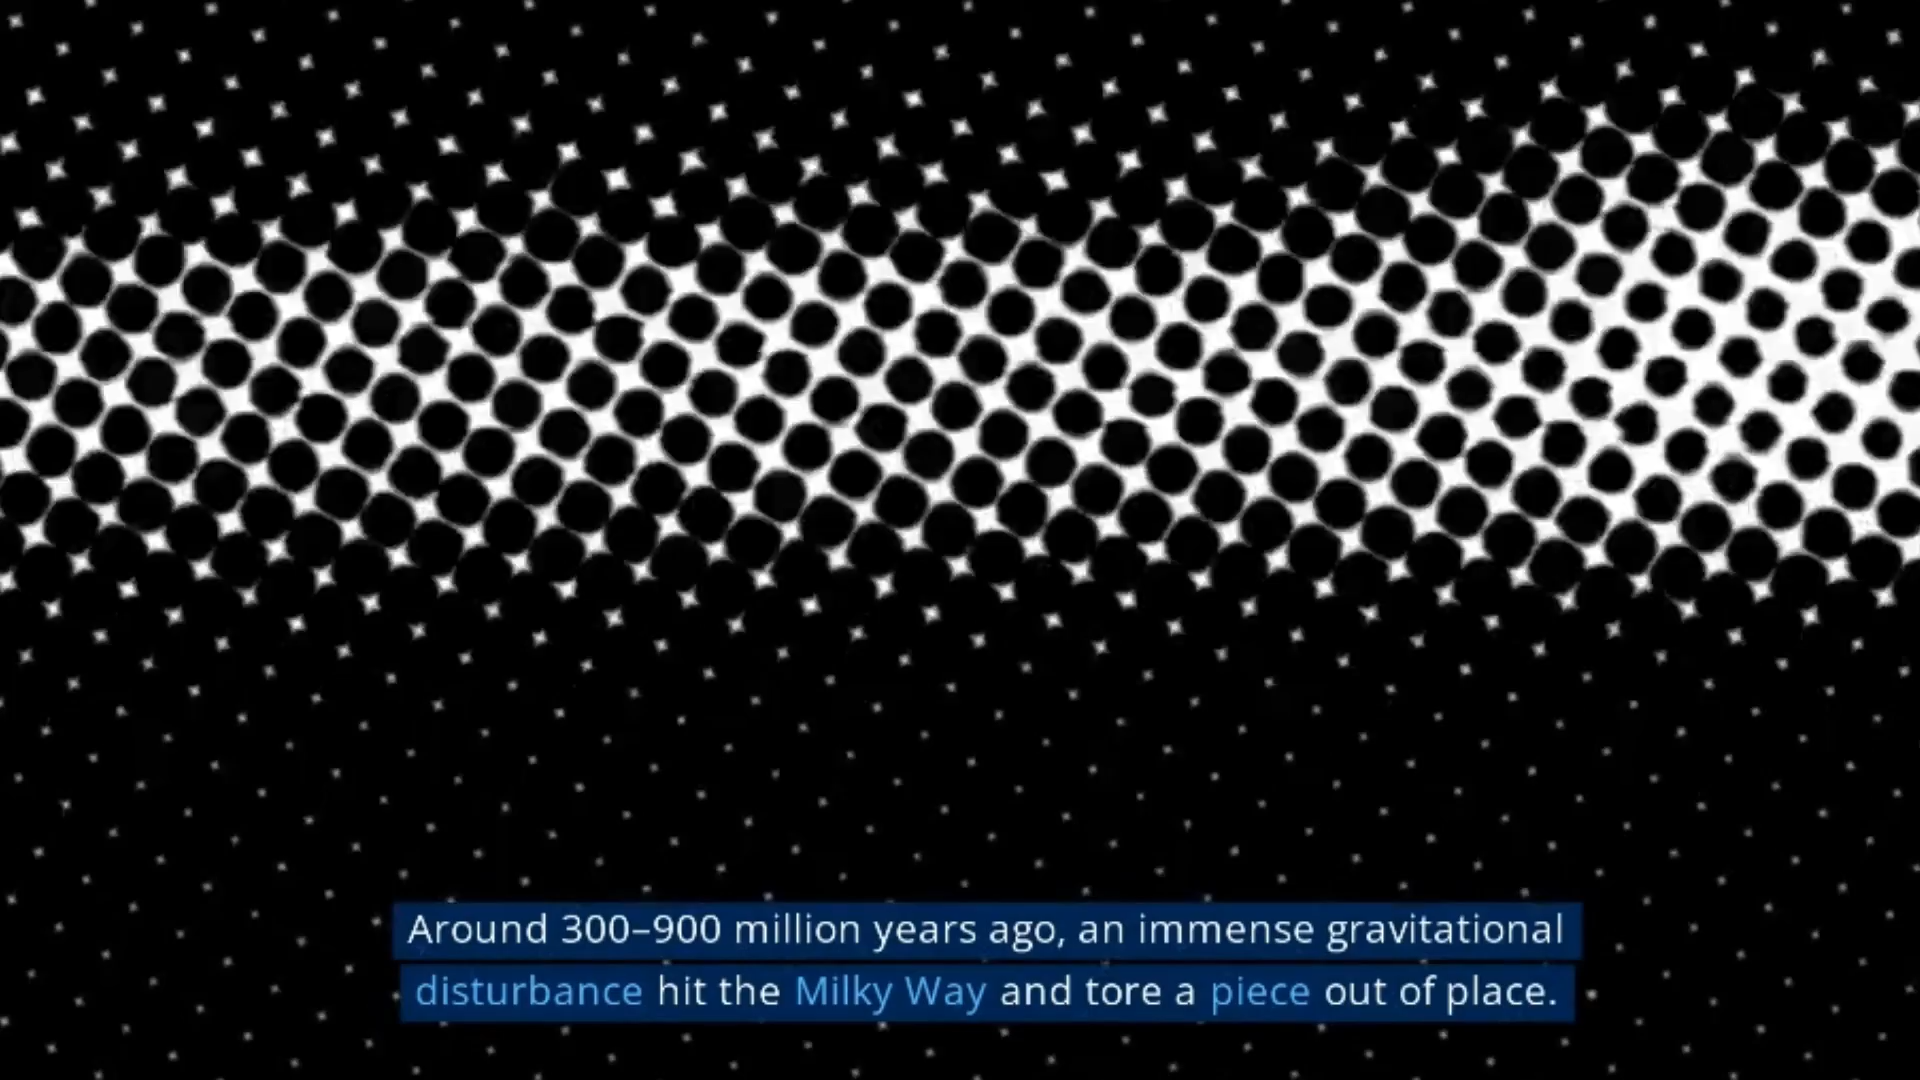 Around 300–900 million years ago, an immense gravitational
disturbance hit the Milky Way and tore a piece out of place.